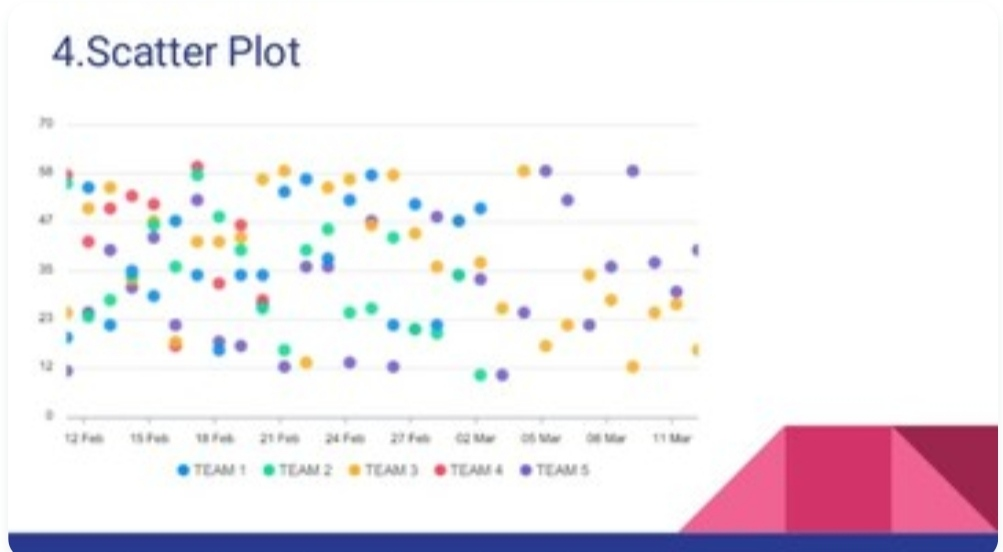 4.Scatter Plot
70
58
47
35
23
12
0
12 Feb 15 Feb 18 Feb 21 Feb 24 Feb 27 Feb 02 Mar 05 Mar 08 Mar 11 Mar
TEAM 1 TEAM 2 TEAM 3 TEAM 4 TEAM 5